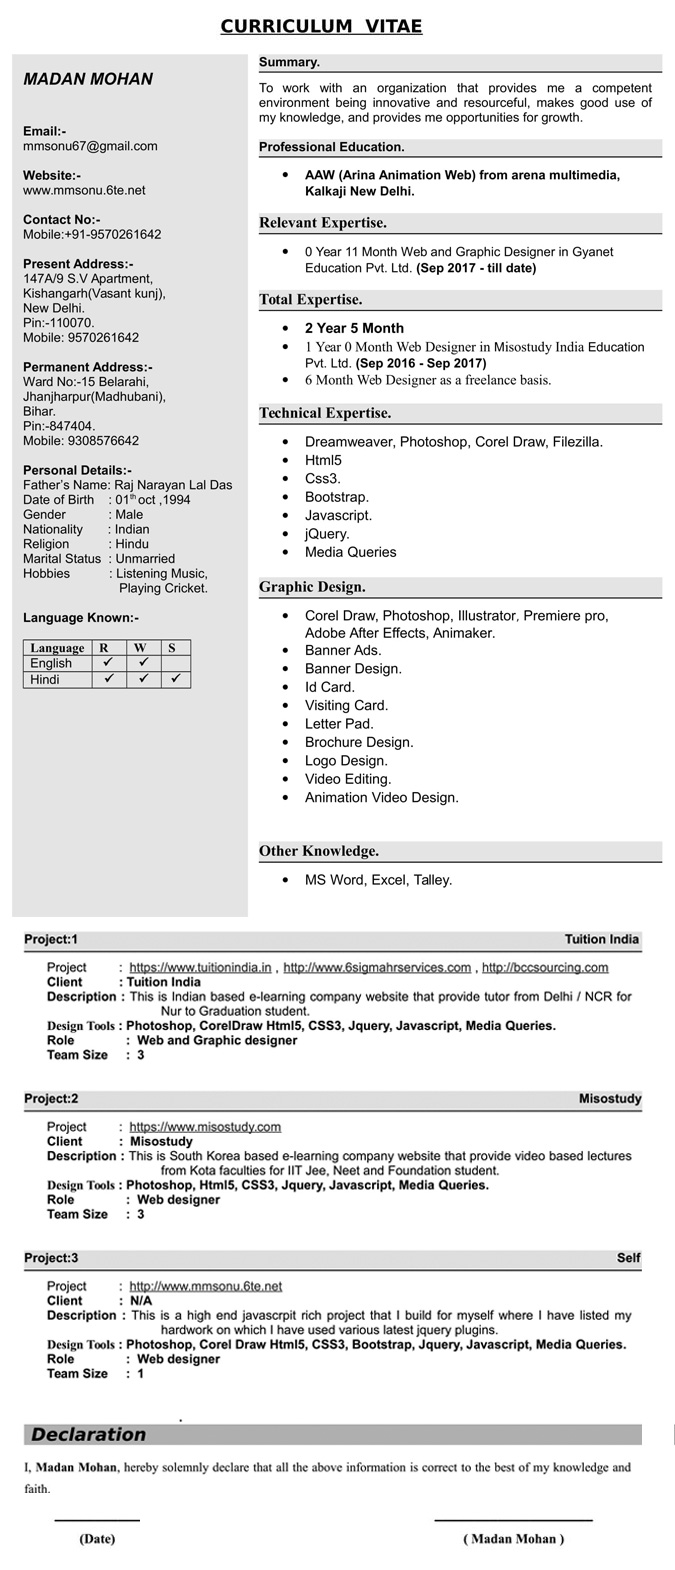 CURRICULUM VITAE
MADAN MOHAN
Email:-
mmsonu67@gmail.com
Website:-
www.mmsonu.6te.net
Contact No:-
Mobile:+91-9570261642
Present Address:-
147A/9 S.V Apartment,
Kishangarh(Vasant kunj),
New Delhi.
Pin:-110070.
Mobile: 9570261642
Permanent Address:-
Ward No:-15 Belarahi,
Jhanjharpur(Madhubani),
Bihar.
Pin:-847404.
Mobile: 9308576642
Personal Details:-
Father's Name: Raj Narayan Lal Das
Date of Birth : 01th oct ,1994
Gender : Male
Nationality : Indian
Religion : Hindu
Marital Status : Unmarried
Hobbies : Listening Music,
Playing Cricket.
Language Known:-
Language R W S
English ✓ ✓
Hindi ✓ ✓ ✓
Summary.
To work with an organization that provides me a competent
environment being innovative and resourceful, makes good use of
my knowledge, and provides me opportunities for growth.
Professional Education.
• AAW (Arina Animation Web) from arena multimedia,
Kalkaji New Delhi.
Relevant Expertise.
• 0 Year 11 Month Web and Graphic Designer in Gyanet
Education Pvt. Ltd. (Sep 2017 - till date)
Total Expertise.
• 2 Year 5 Month
• 1 Year 0 Month Web Designer in Misostudy India Education
Pvt. Ltd. (Sep 2016 - Sep 2017)
• 6 Month Web Designer as a freelance basis.
Technical Expertise.
• Dreamweaver, Photoshop, Corel Draw, Filezilla.
• Html5
• Css3.
• Bootstrap.
• Javascript.
• jQuery.
• Media Queries
Graphic Design.
• Corel Draw, Photoshop, Illustrator, Premiere pro,
Adobe After Effects, Animaker.
• Banner Ads.
• Banner Design.
• Id Card.
• Visiting Card.
• Letter Pad.
• Brochure Design.
• Logo Design.
• Video Editing.
• Animation Video Design.
Other Knowledge.
• MS Word, Excel, Talley.
Project:1 Tuition India
Project : https://www.tuitionindia.in , http://www.6sigmahrservices.com , http://bccsourcing.com
Client : Tuition India
Description : This is Indian based e-learning company website that provide tutor from Delhi / NCR for
Nur to Graduation student.
Design Tools : Photoshop, CorelDraw Html5, CSS3, Jquery, Javascript, Media Queries.
Role : Web and Graphic designer
Team Size : 3
Project:2 Misostudy
Project : https://www.misostudy.com
Client : Misostudy
Description : This is South Korea based e-learning company website that provide video based lectures
from Kota faculties for IIT Jee, Neet and Foundation student.
Design Tools : Photoshop, Html5, CSS3, Jquery, Javascript, Media Queries.
Role : Web designer
Team Size : 3
Project:3 Self
Project : http://www.mmsonu.6te.net
Client : N/A
Description : This is a high end javascrpit rich project that I build for myself where I have listed my
hardwork on which I have used various latest jquery plugins.
Design Tools : Photoshop, Corel Draw Html5, CSS3, Bootstrap, Jquery, Javascript, Media Queries.
Role : Web designer
Team Size : 1
Declaration
I, Madan Mohan, hereby solemnly declare that all the above information is correct to the best of my knowledge and
faith.
(Date) ( Madan Mohan )